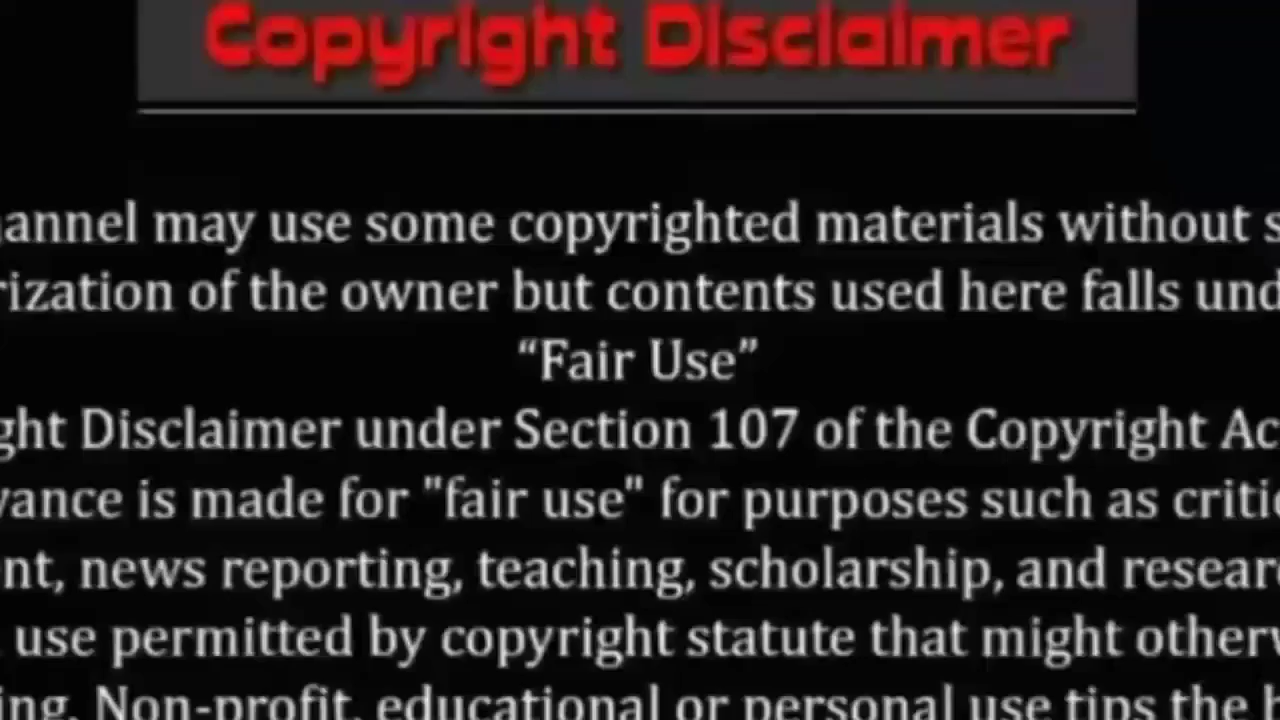 Copyright Disclaimer
hannel may use some copyrighted materials without s
rization of the owner but contents used here falls und
“Fair Use”
ght Disclaimer under Section 107 of the Copyright Ac
vance is made for "fair use" for purposes such as critic
nt, news reporting, teaching, scholarship, and resear
use permitted by copyright statute that might otherw
ing. Non-profit, educational or personal use tips the b